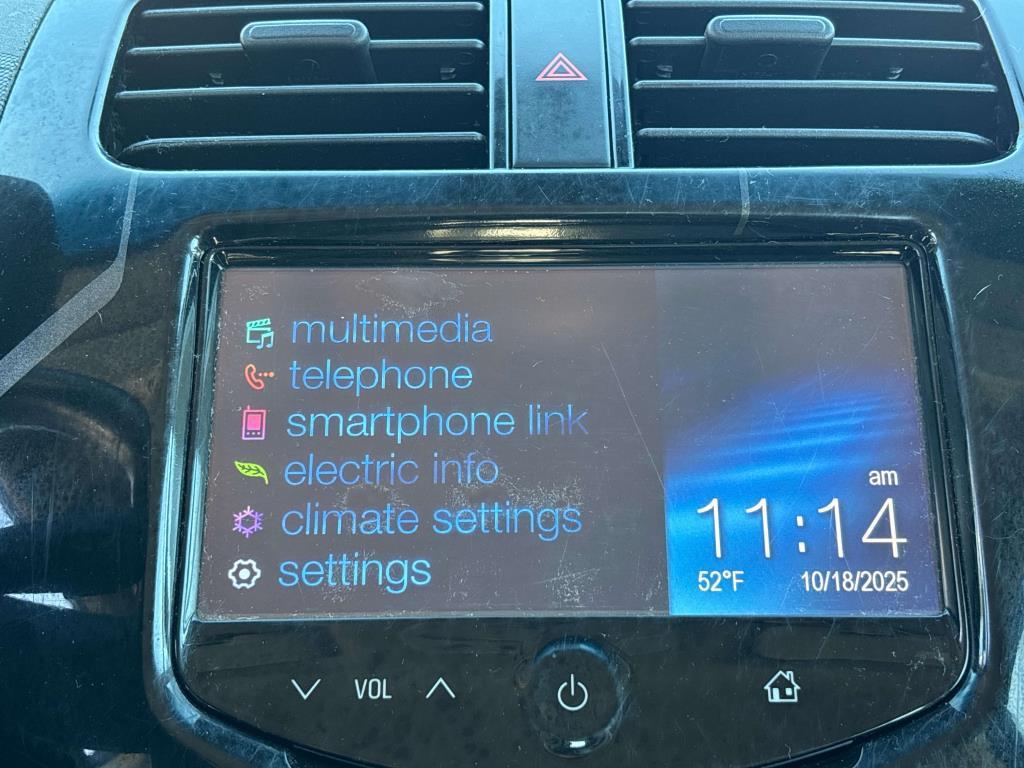 multimedia
telephone
smartphone link
electric info
climate settings
settings
am
11:14
52°F 10/18/2025
VOL